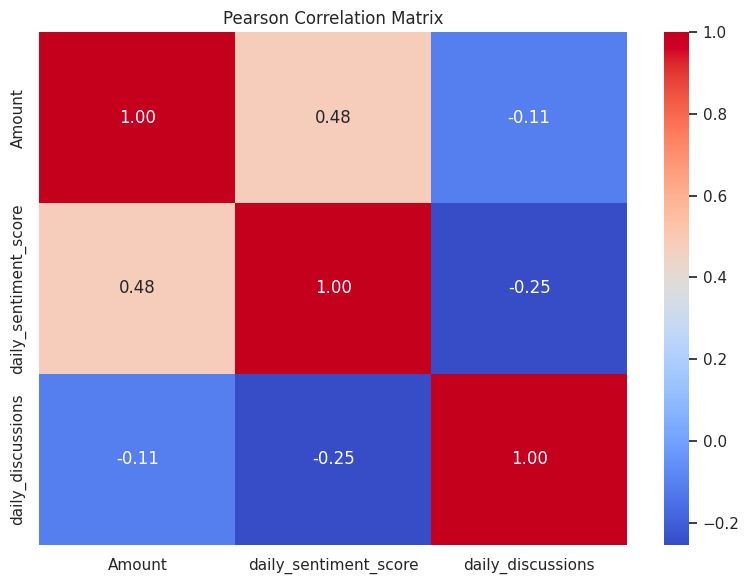 Pearson Correlation Matrix
Amount
daily_sentiment_score
daily_discussions
1.00 0.48 -0.11
0.48 1.00 -0.25
-0.11 -0.25 1.00
Amount daily_sentiment_score daily_discussions
1.0
0.8
0.6
0.4
0.2
0.0
−0.2